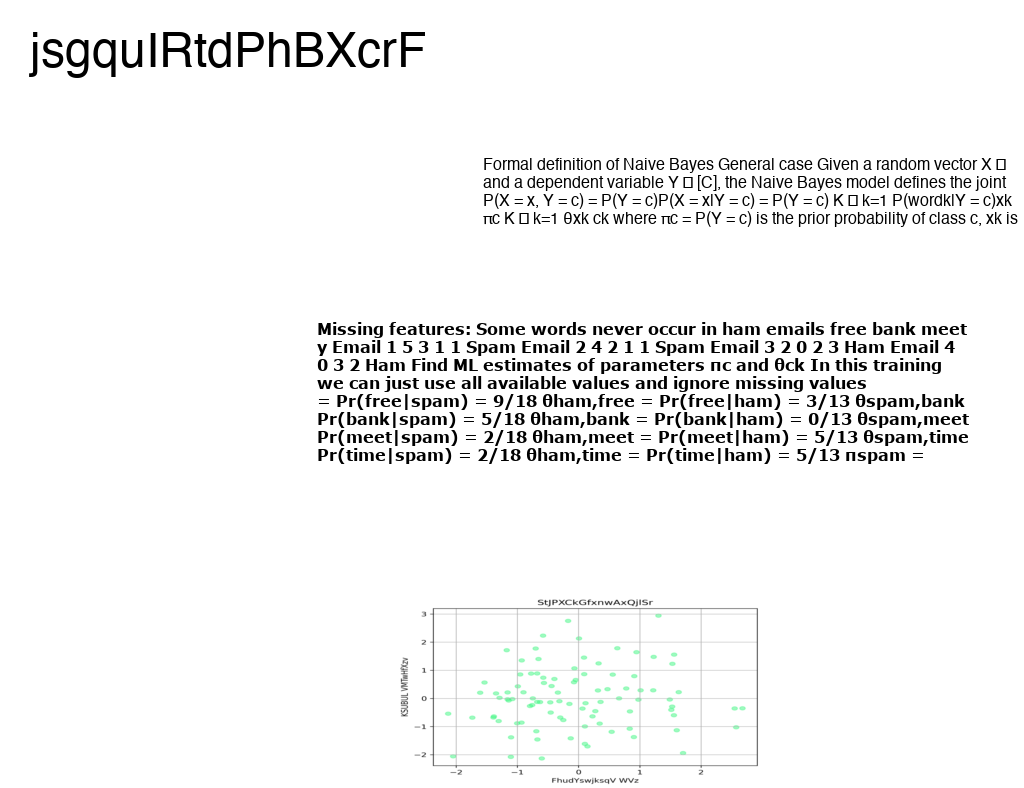 jsgquIRtdPhBXcrF
Formal definition of Naive Bayes General case Given a random vector X □
and a dependent variable Y □ [C], the Naive Bayes model defines the joint
P(X = x, Y = c) = P(Y = c)P(X = x|Y = c) = P(Y = c) K □ k=1 P(wordk|Y = c)xk
πc K □ k=1 θxk ck where πc = P(Y = c) is the prior probability of class c, xk is
Missing features: Some words never occur in ham emails free bank meet
y Email 1 5 3 1 1 Spam Email 2 4 2 1 1 Spam Email 3 2 0 2 3 Ham Email 4
0 3 2 Ham Find ML estimates of parameters πc and θck In this training
we can just use all available values and ignore missing values
= Pr(free|spam) = 9/18 θham,free = Pr(free|ham) = 3/13 θspam,bank
Pr(bank|spam) = 5/18 θham,bank = Pr(bank|ham) = 0/13 θspam,meet
Pr(meet|spam) = 2/18 θham,meet = Pr(meet|ham) = 5/13 θspam,time
Pr(time|spam) = 2/18 θham,time = Pr(time|ham) = 5/13 πspam =
StJPXCkGfxnwAxQjISr
3
2
1
0
−1
−2
−2 −1 0 1 2
FhudYswjksqV WVz